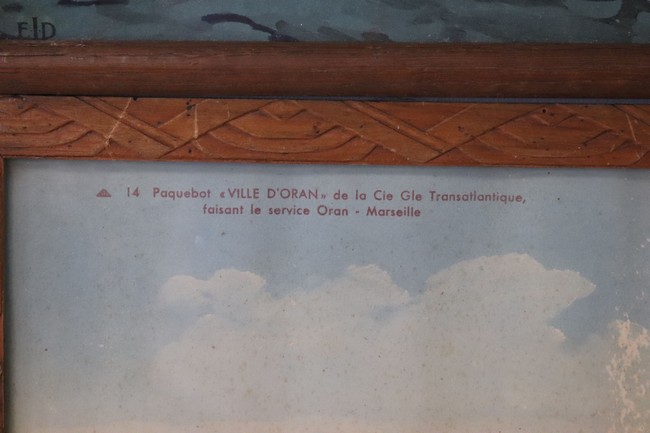 EID
14 Paquebot «VILLE D'ORAN» de la Cie Gle Transatlantique,
faisant le service Oran - Marseille